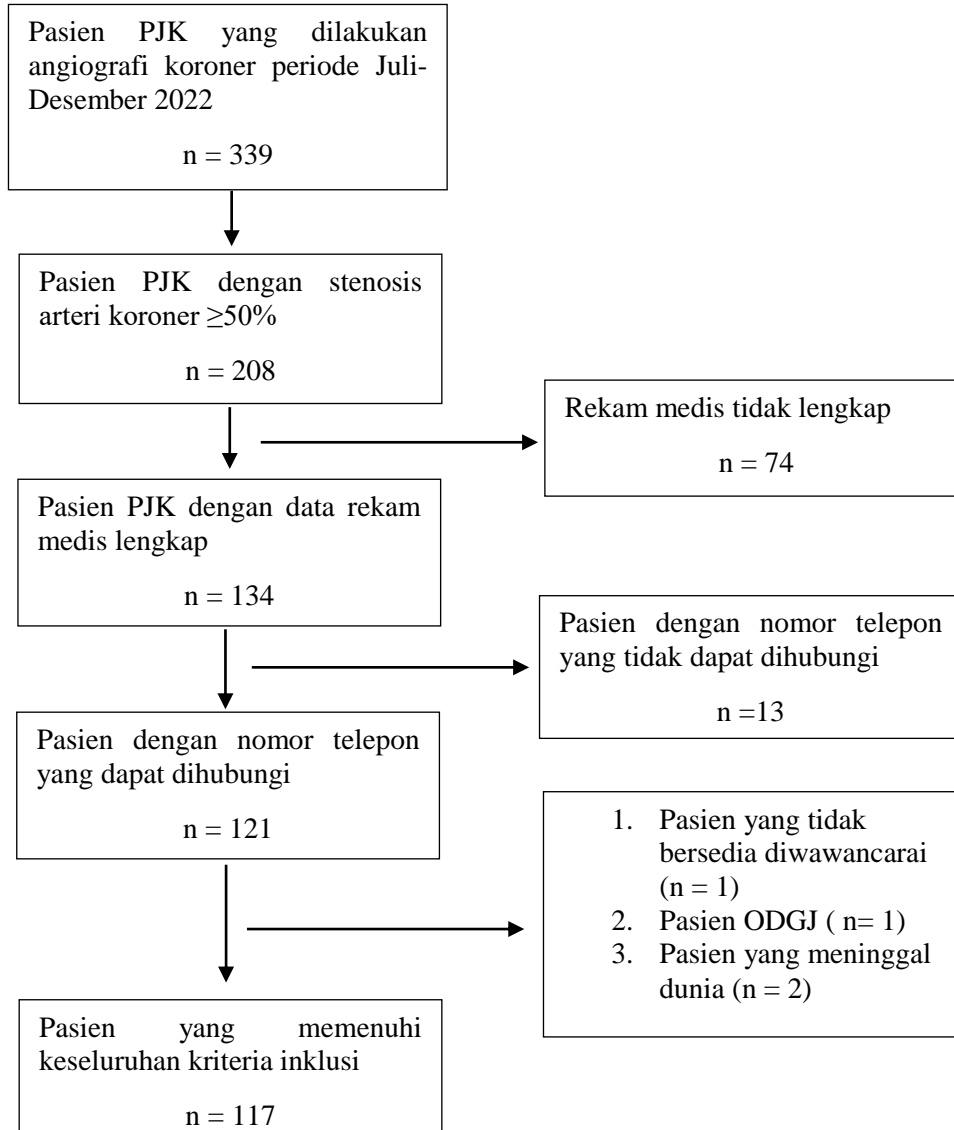 Pasien PJK yang dilakukan
angiografi koroner periode Juli-
Desember 2022
n = 339
Pasien PJK dengan stenosis
arteri koroner ≥50%
n = 208
Rekam medis tidak lengkap
n = 74
Pasien PJK dengan data rekam
medis lengkap
n = 134
Pasien dengan nomor telepon
yang tidak dapat dihubungi
n =13
Pasien dengan nomor telepon
yang dapat dihubungi
n = 121
1. Pasien yang tidak
bersedia diwawancarai
(n = 1)
2. Pasien ODGJ ( n= 1)
3. Pasien yang meninggal
dunia (n = 2)
Pasien yang memenuhi
keseluruhan kriteria inklusi
n = 117